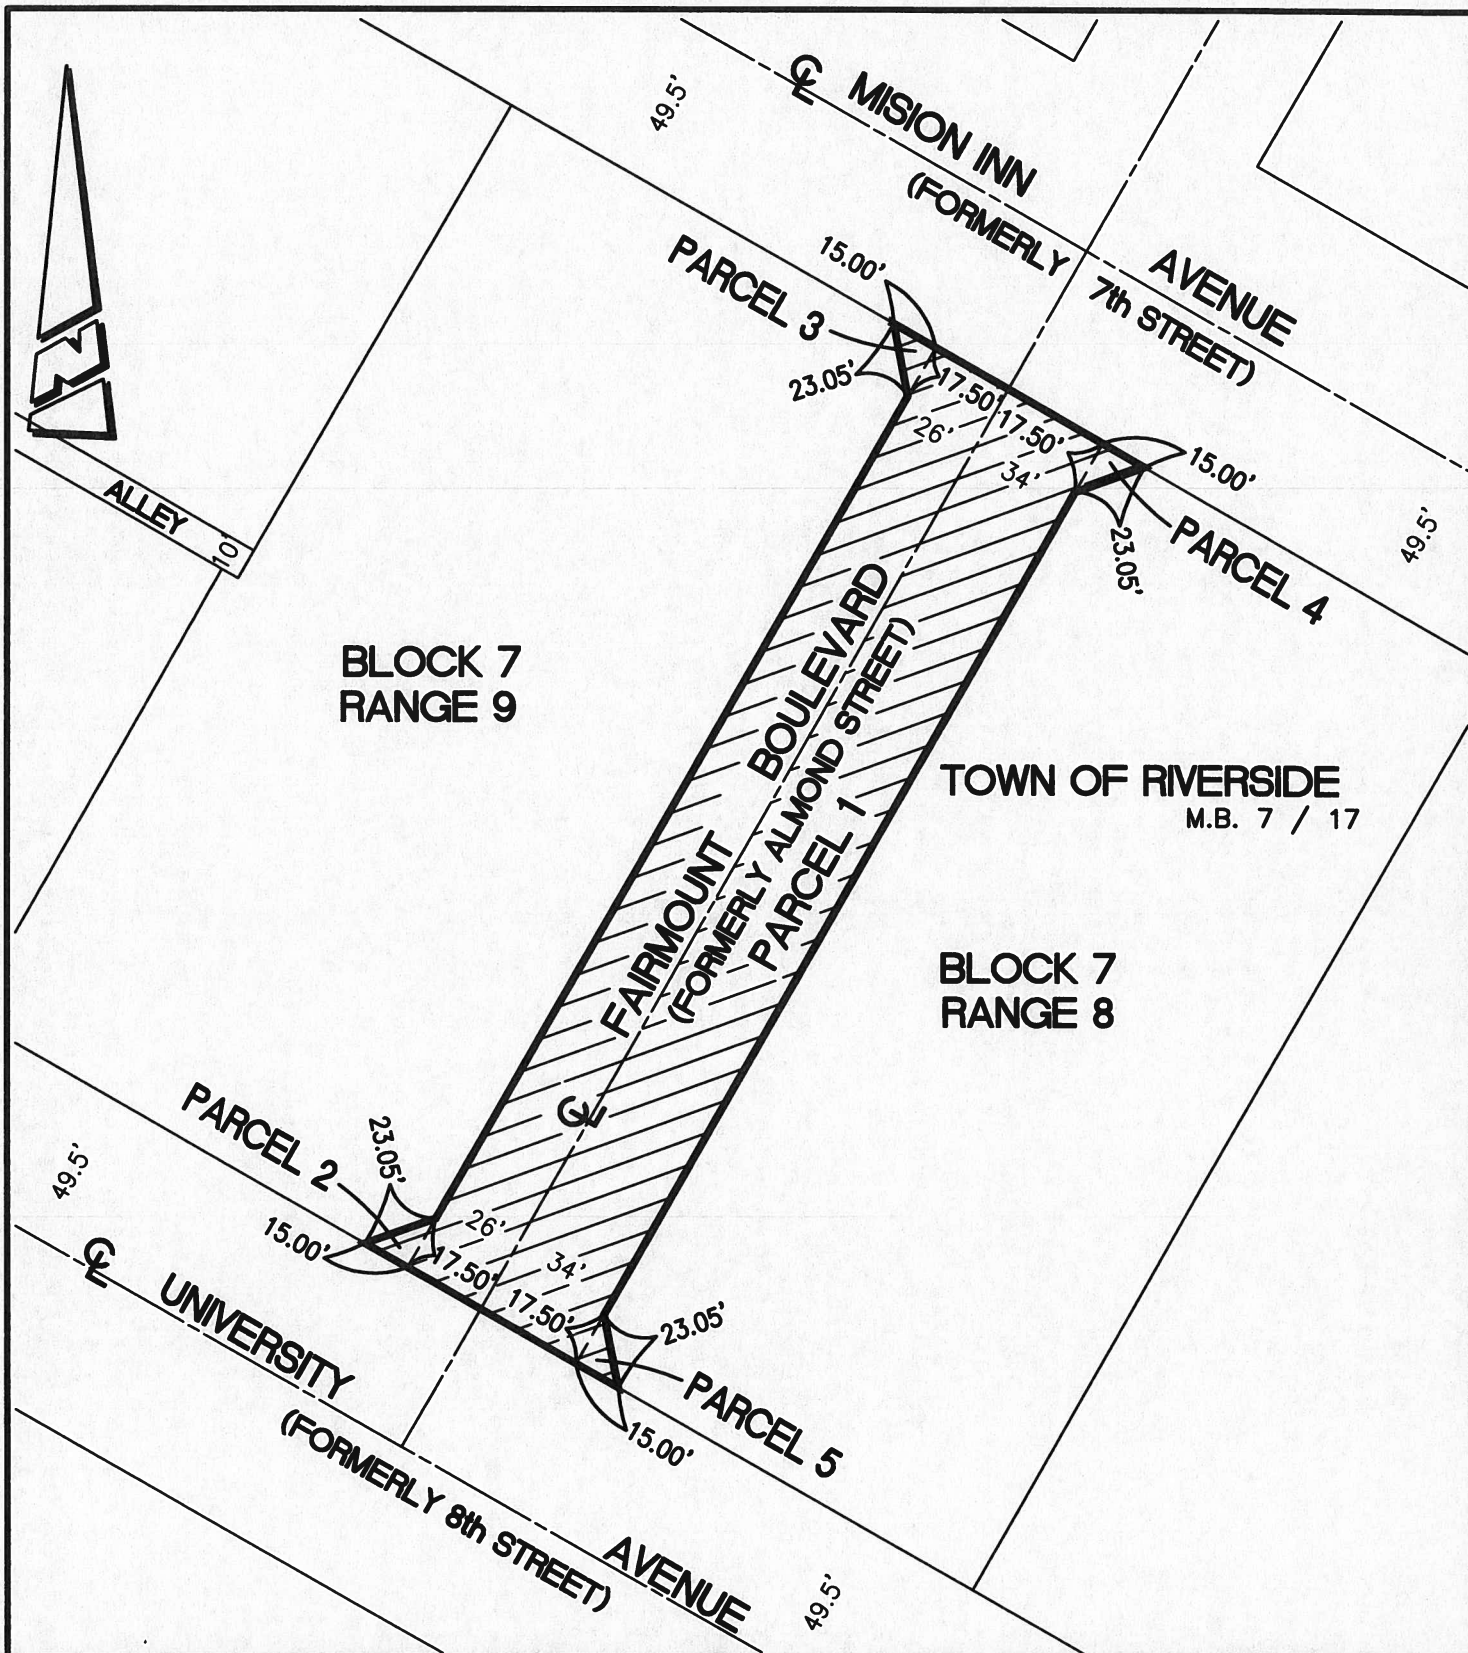 49.5'
℄ MISION INN
(FORMERLY
AVENUE
7th STREET)
PARCEL 3
15.00'
23.05'
17.50'
17.50'
26'
34'
15.00'
23.05'
PARCEL 4
49.5'
ALLEY
10'
BLOCK 7
RANGE 9
FAIRMOUNT BOULEVARD
(FORMERLY ALMOND STREET)
PARCEL 1
℄
TOWN OF RIVERSIDE
M.B. 7 / 17
BLOCK 7
RANGE 8
PARCEL 2
23.05'
49.5'
15.00'
26'
17.50'
34'
17.50'
23.05'
PARCEL 5
15.00'
℄ UNIVERSITY
AVENUE
(FORMERLY 8th STREET)
49.5'
N